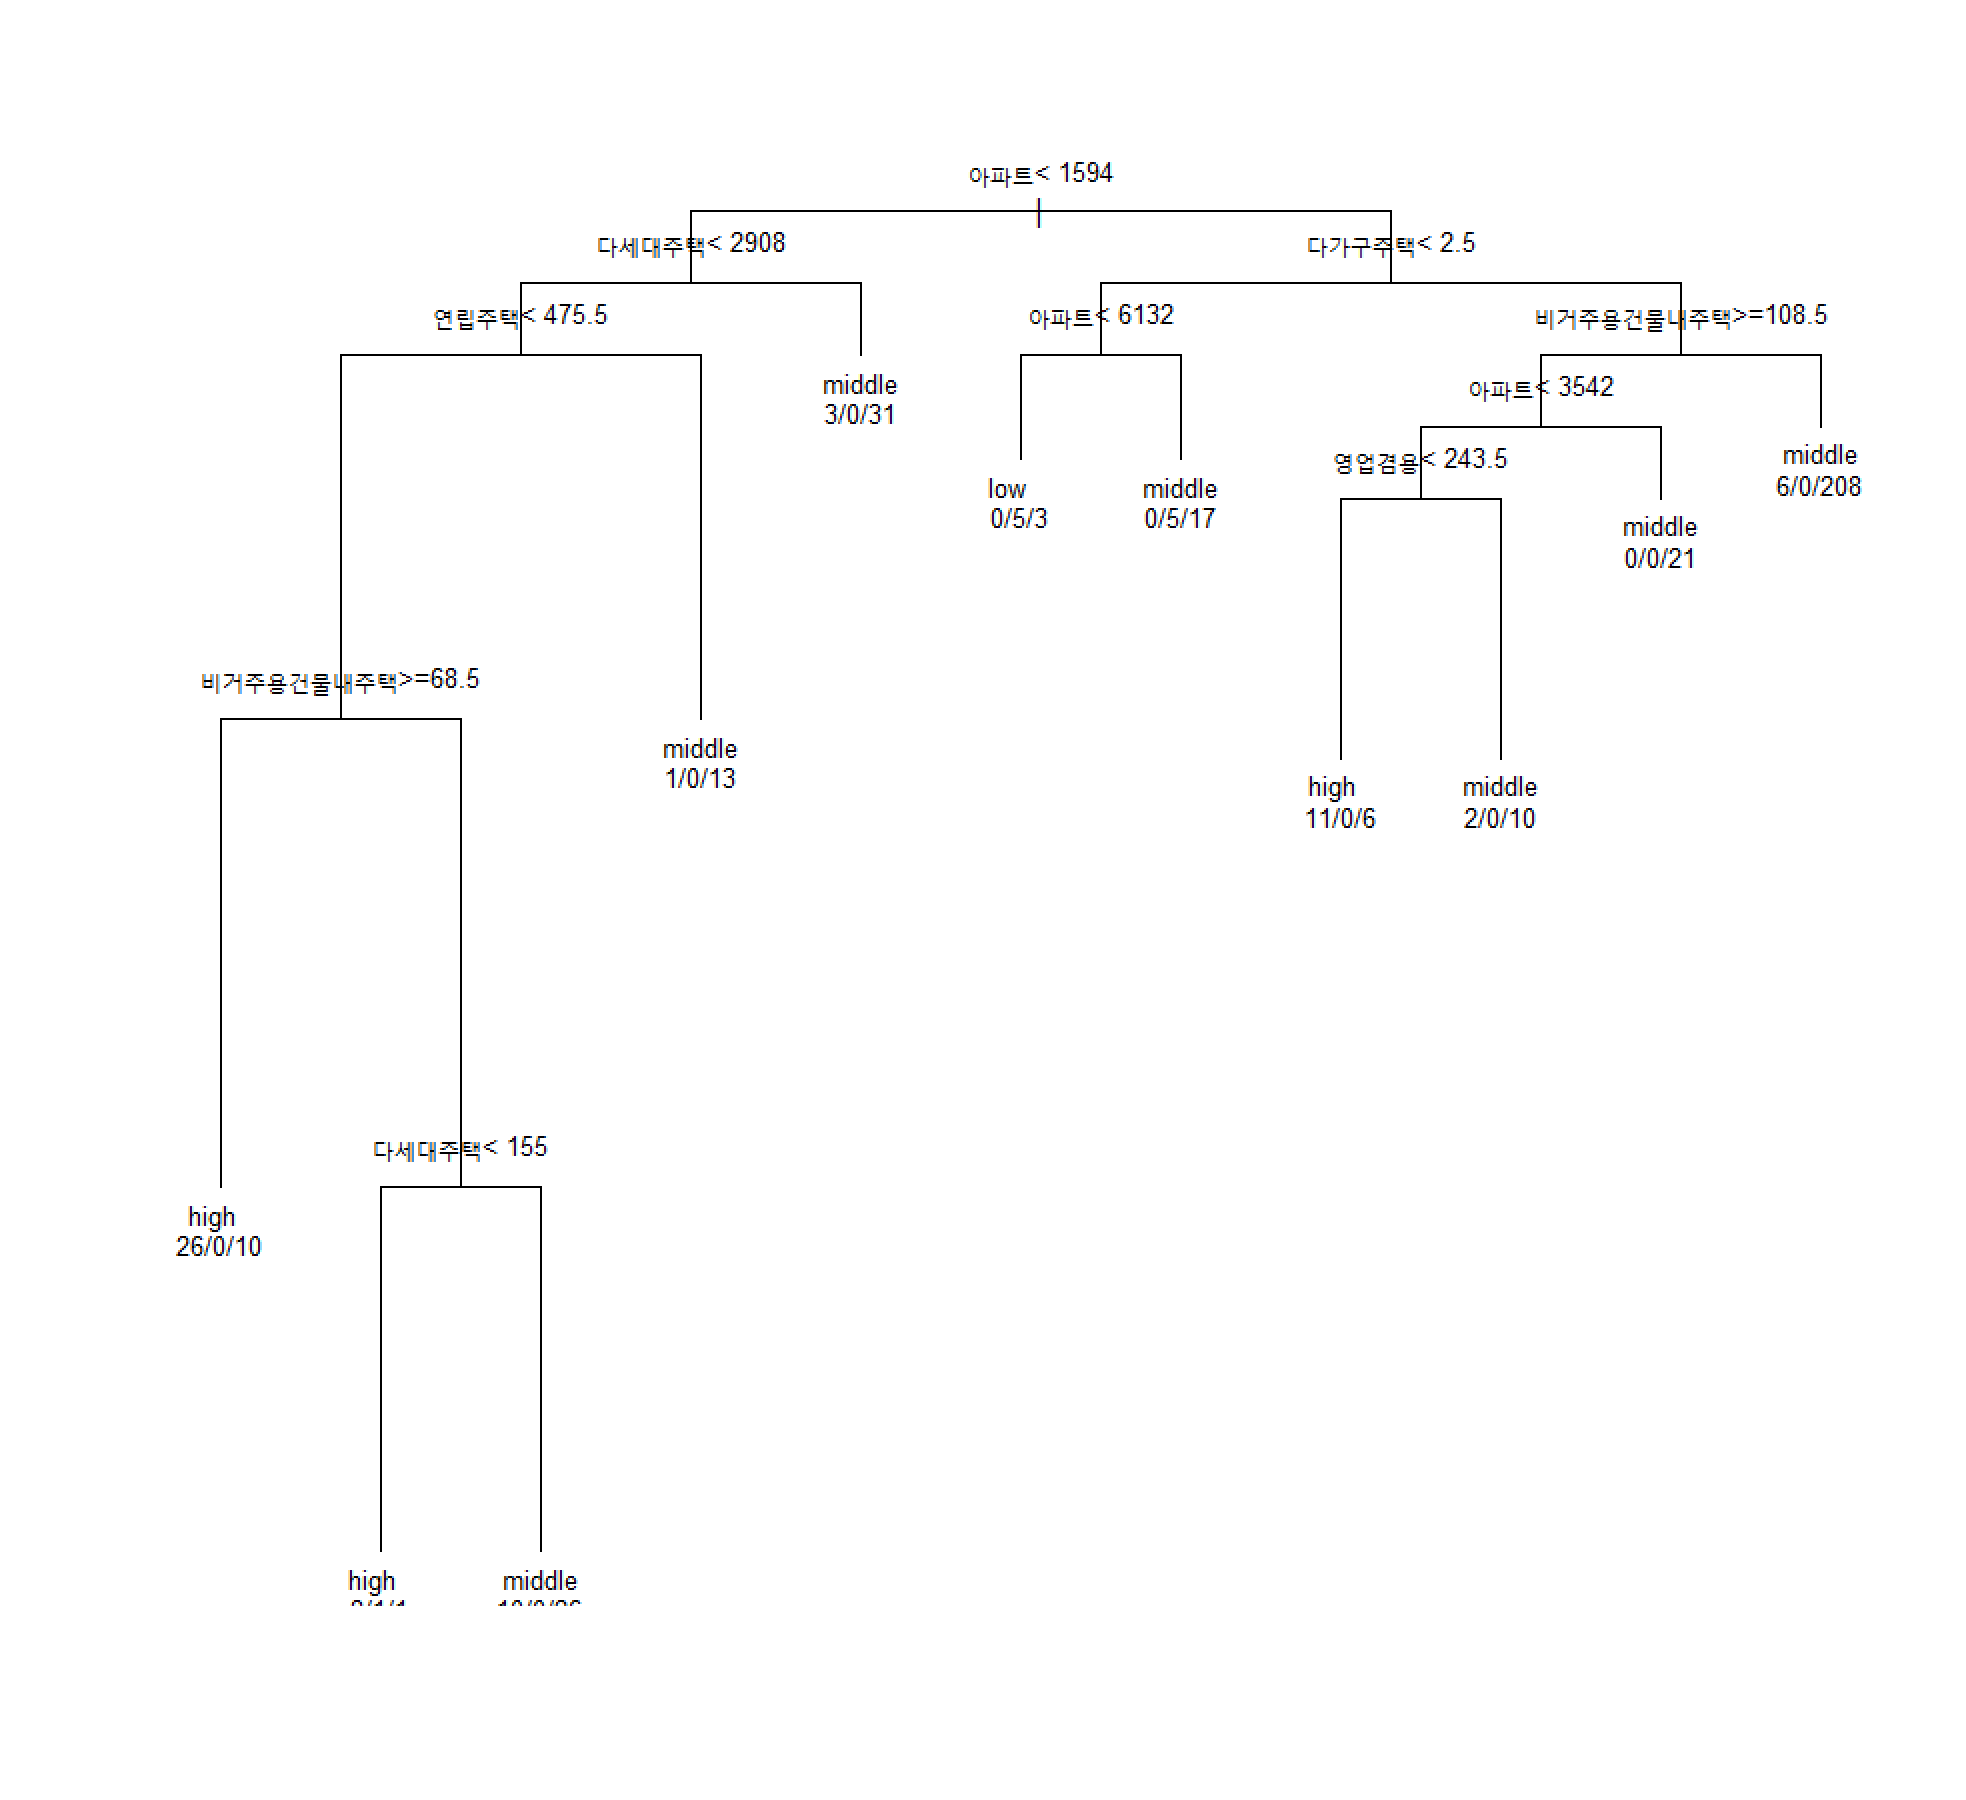 아파트< 1594
다세대주택< 2908
다가구주택< 2.5
연립주택< 475.5
아파트< 6132
비거주용건물내주택>=108.5
middle
3/0/31
아파트< 3542
영업겸용< 243.5
middle
6/0/208
low
0/5/3
middle
0/5/17
middle
0/0/21
비거주용건물내주택>=68.5
middle
1/0/13
high
11/0/6
middle
2/0/10
다세대주택< 155
high
26/0/10
high
middle